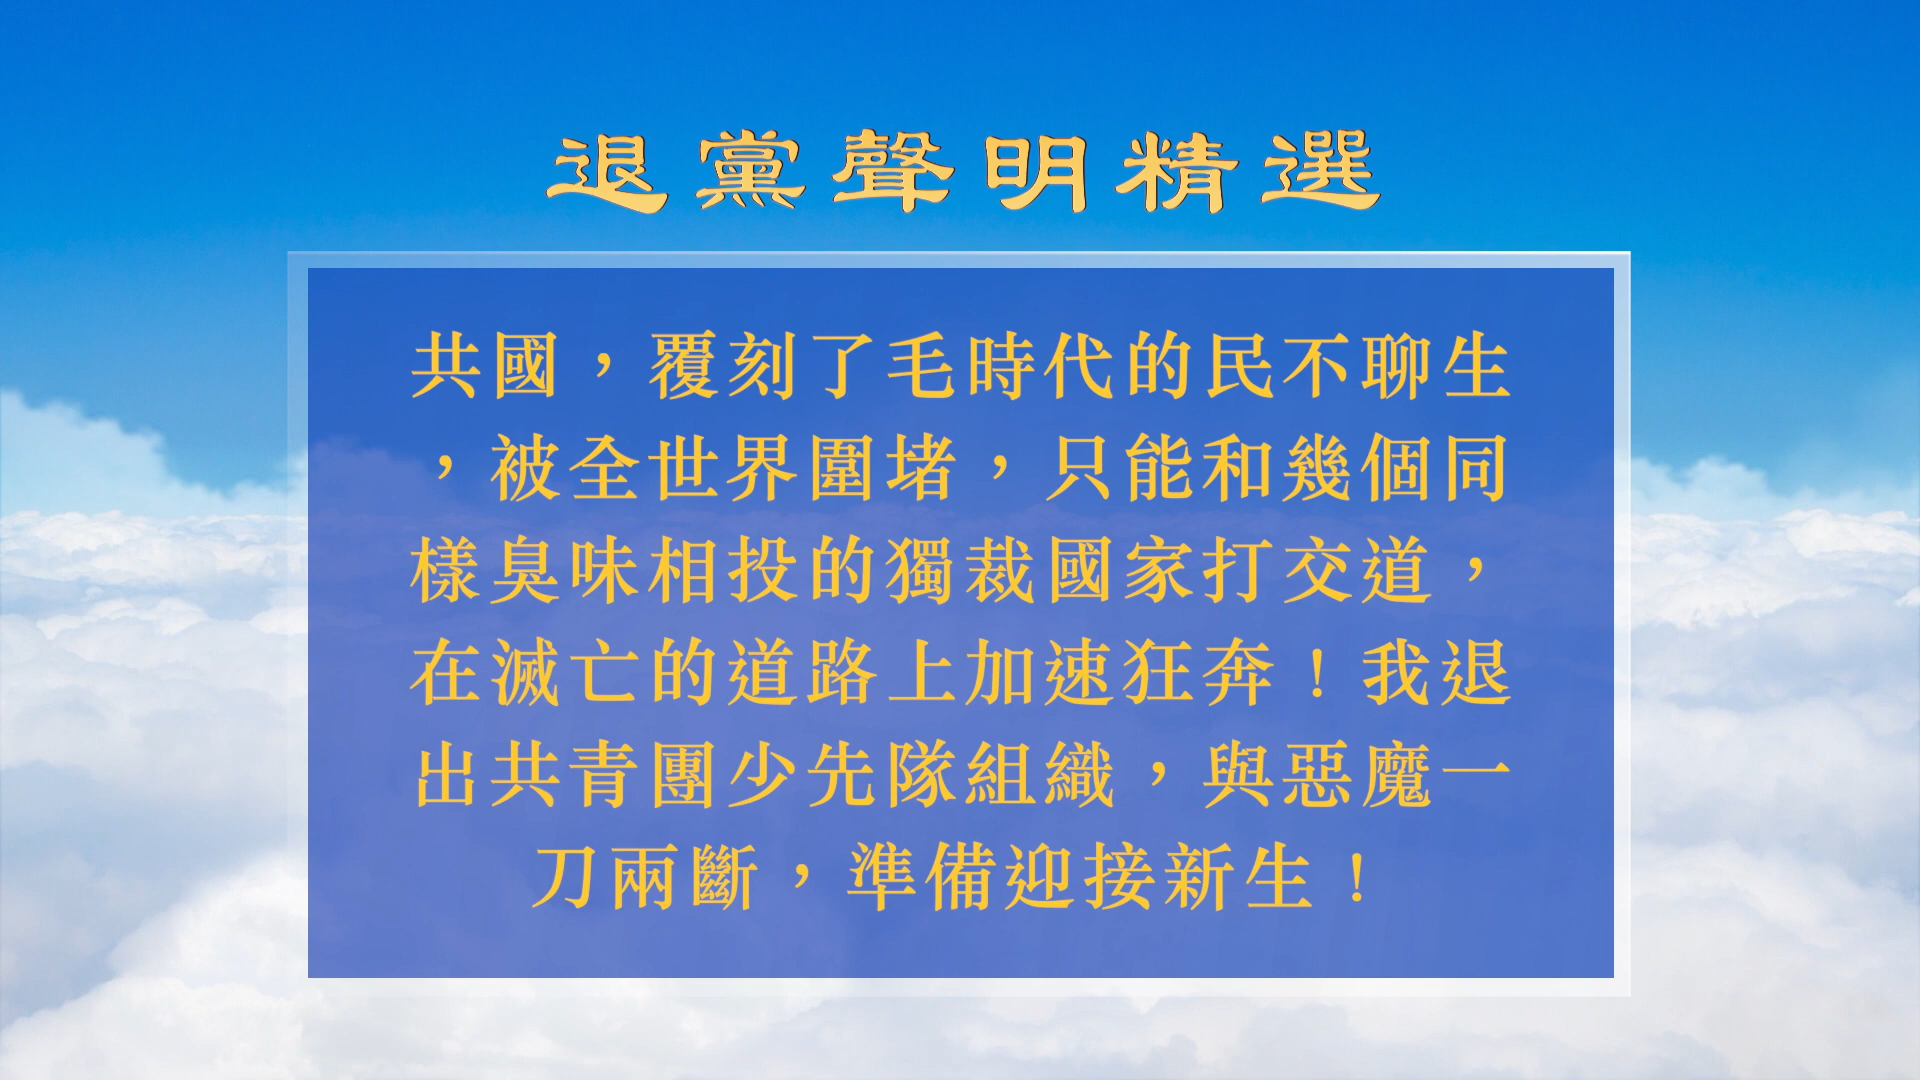 退黨聲明精選
共國，覆刻了毛時代的民不聊生
，被全世界圍堵，只能和幾個同
樣臭味相投的獨裁國家打交道，
在滅亡的道路上加速狂奔！我退
出共青團少先隊組織，與惡魔一
刀兩斷，準備迎接新生！